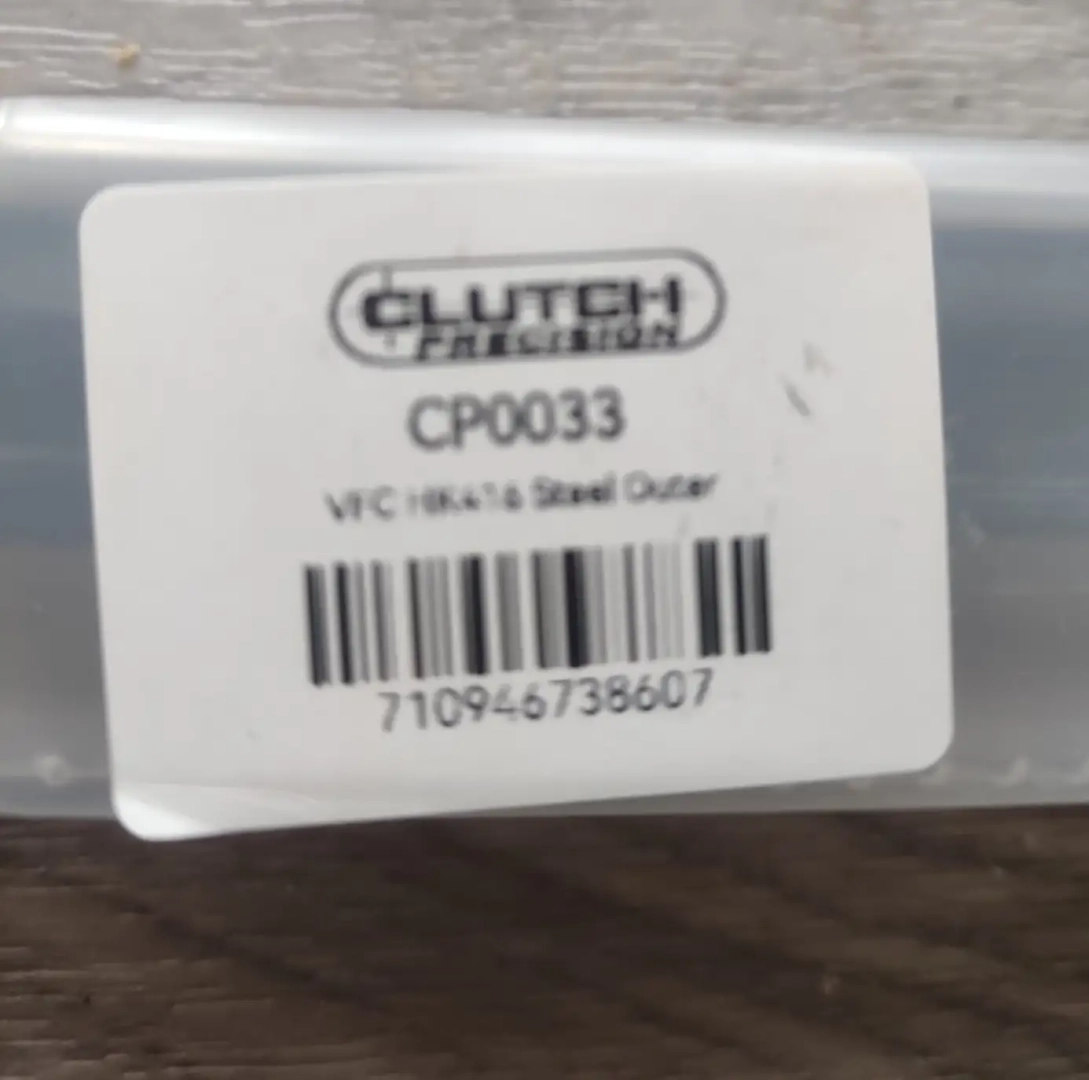 CLUTCH
PRECISION
CP0033
VFC HK416 Steel Outer
710946738607